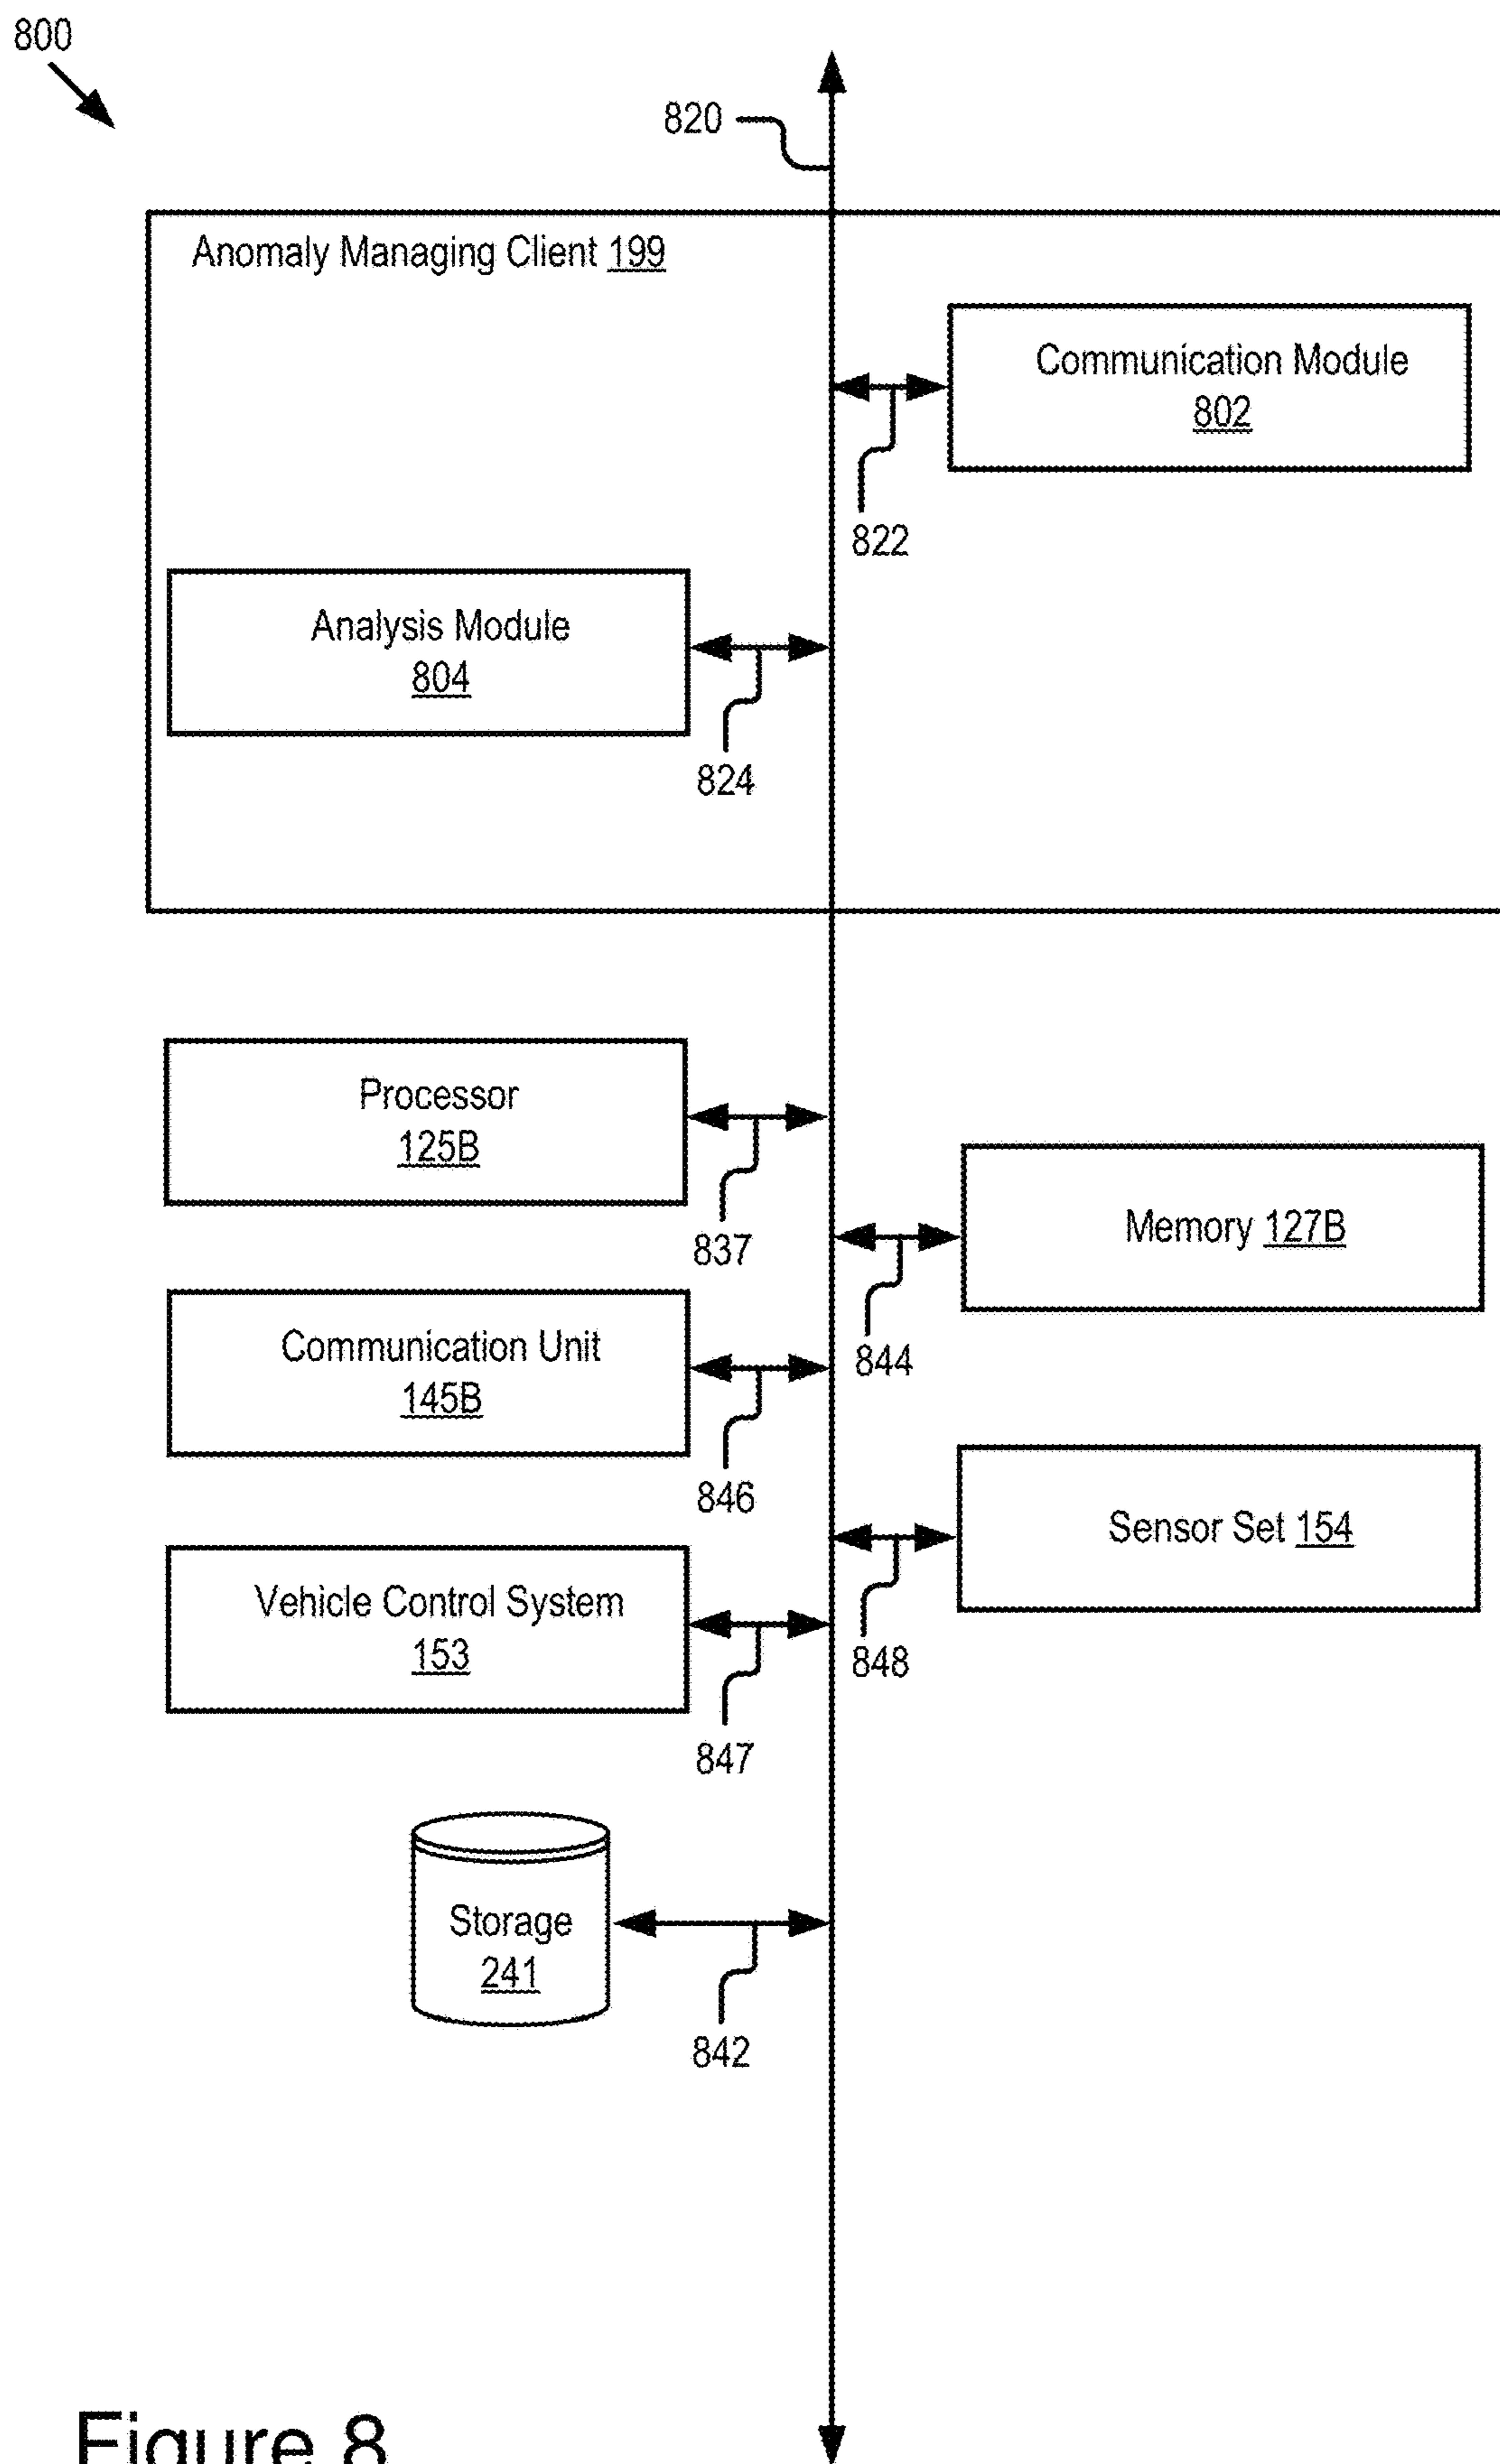 800
820
Anomaly Managing Client 199
Communication Module
802
822
Analysis Module
804
824
Processor
125B
837
Memory 127B
844
Communication Unit
145B
846
Sensor Set 154
848
Vehicle Control System
153
847
Storage
241
842
Figure 8